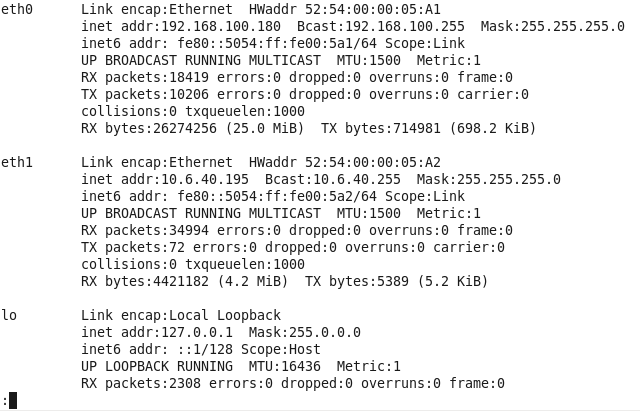 eth0      Link encap:Ethernet  HWaddr 52:54:00:00:05:A1
          inet addr:192.168.100.180  Bcast:192.168.100.255  Mask:255.255.255.0
          inet6 addr: fe80::5054:ff:fe00:5a1/64 Scope:Link
          UP BROADCAST RUNNING MULTICAST  MTU:1500  Metric:1
          RX packets:18419 errors:0 dropped:0 overruns:0 frame:0
          TX packets:10206 errors:0 dropped:0 overruns:0 carrier:0
          collisions:0 txqueuelen:1000
          RX bytes:26274256 (25.0 MiB)  TX bytes:714981 (698.2 KiB)

eth1      Link encap:Ethernet  HWaddr 52:54:00:00:05:A2
          inet addr:10.6.40.195  Bcast:10.6.40.255  Mask:255.255.255.0
          inet6 addr: fe80::5054:ff:fe00:5a2/64 Scope:Link
          UP BROADCAST RUNNING MULTICAST  MTU:1500  Metric:1
          RX packets:34994 errors:0 dropped:0 overruns:0 frame:0
          TX packets:72 errors:0 dropped:0 overruns:0 carrier:0
          collisions:0 txqueuelen:1000
          RX bytes:4421182 (4.2 MiB)  TX bytes:5389 (5.2 KiB)

lo        Link encap:Local Loopback
          inet addr:127.0.0.1  Mask:255.0.0.0
          inet6 addr: ::1/128 Scope:Host
          UP LOOPBACK RUNNING  MTU:16436  Metric:1
          RX packets:2308 errors:0 dropped:0 overruns:0 frame:0
: